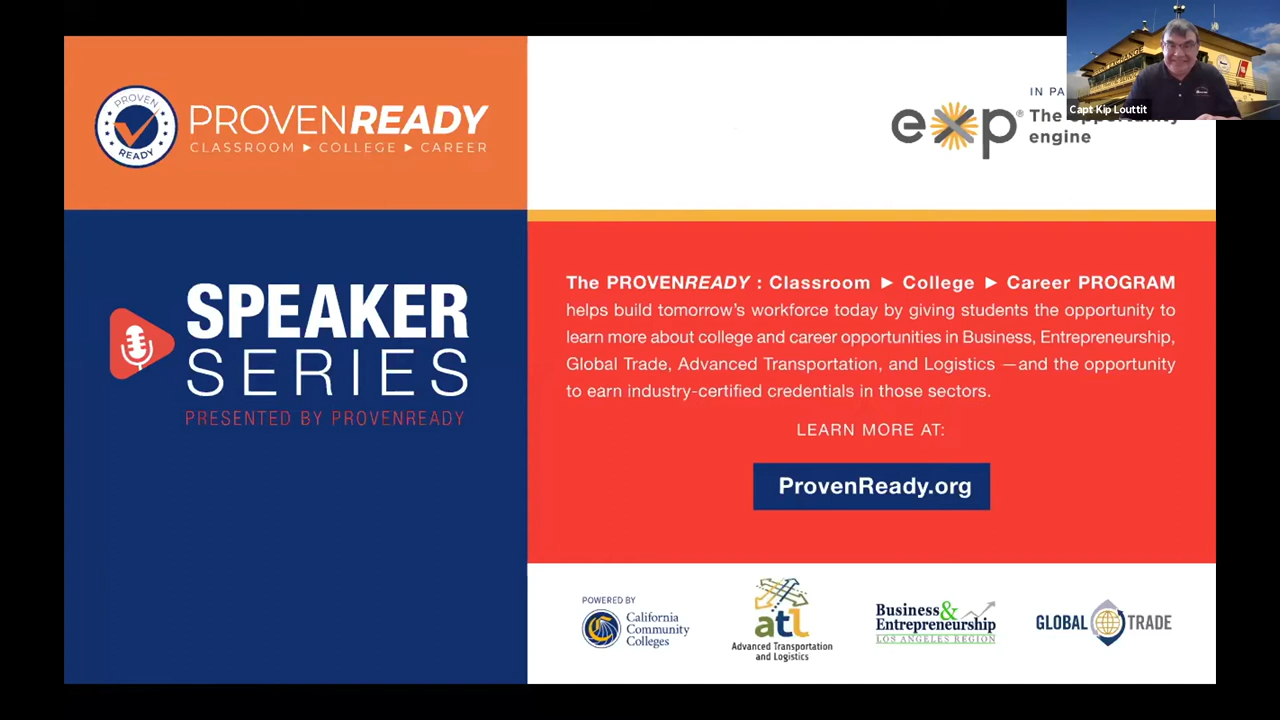 PROVEN
READY
PROVENREADY
CLASSROOM ▶ COLLEGE ▶ CAREER
IN PA
exp® The opportunity
engine
Capt Kip Louttit
SPEAKER
SERIES
PRESENTED BY PROVENREADY
The PROVENREADY : Classroom ▶ College ▶ Career PROGRAM
helps build tomorrow's workforce today by giving students the opportunity to
learn more about college and career opportunities in Business, Entrepreneurship,
Global Trade, Advanced Transportation, and Logistics —and the opportunity
to earn industry-certified credentials in those sectors.
LEARN MORE AT:
ProvenReady.org
POWERED BY
California
Community
Colleges
atl
Advanced Transportation
and Logistics
Business&
Entrepreneurship
LOS ANGELES REGION
GLOBAL TRADE